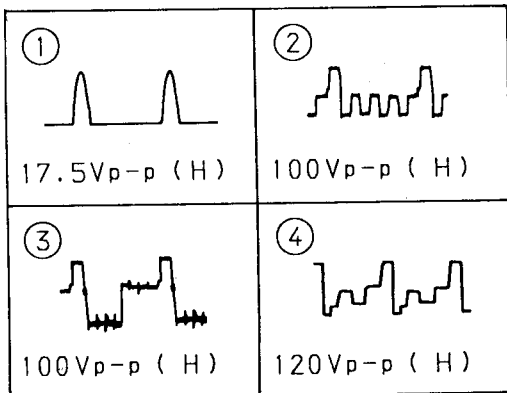 ①
②
17.5Vp-p (H)
100Vp-p (H)
③
④
100Vp-p (H)
120Vp-p (H)